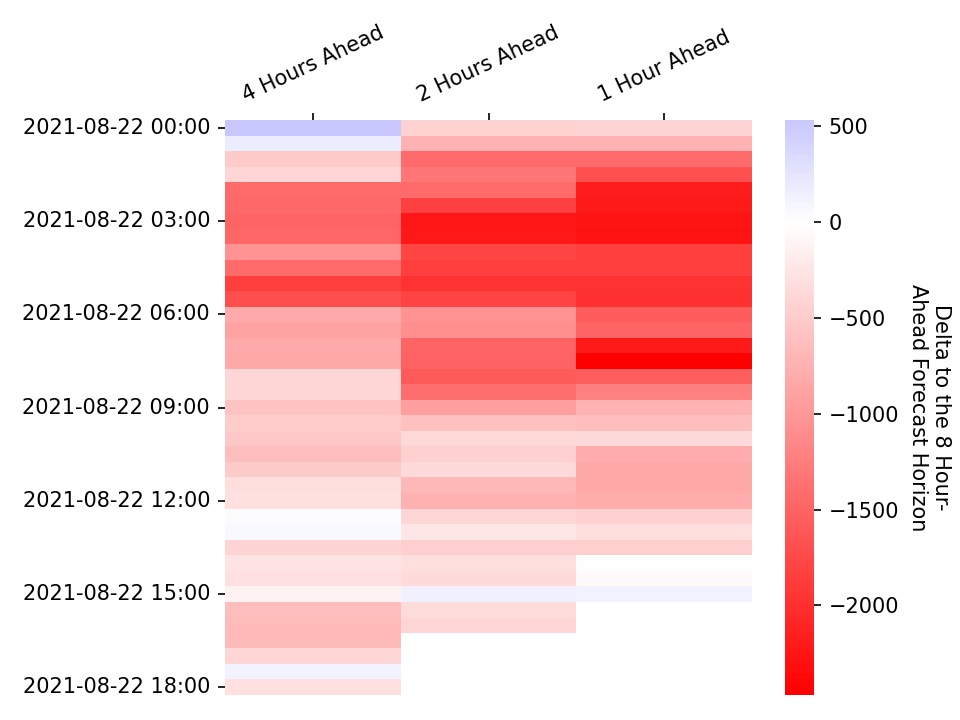 4 Hours Ahead
2 Hours Ahead
1 Hour Ahead
2021-08-22 00:00
2021-08-22 03:00
2021-08-22 06:00
2021-08-22 09:00
2021-08-22 12:00
2021-08-22 15:00
2021-08-22 18:00
500
0
−500
−1000
−1500
−2000
Delta to the 8 Hour-
Ahead Forecast Horizon